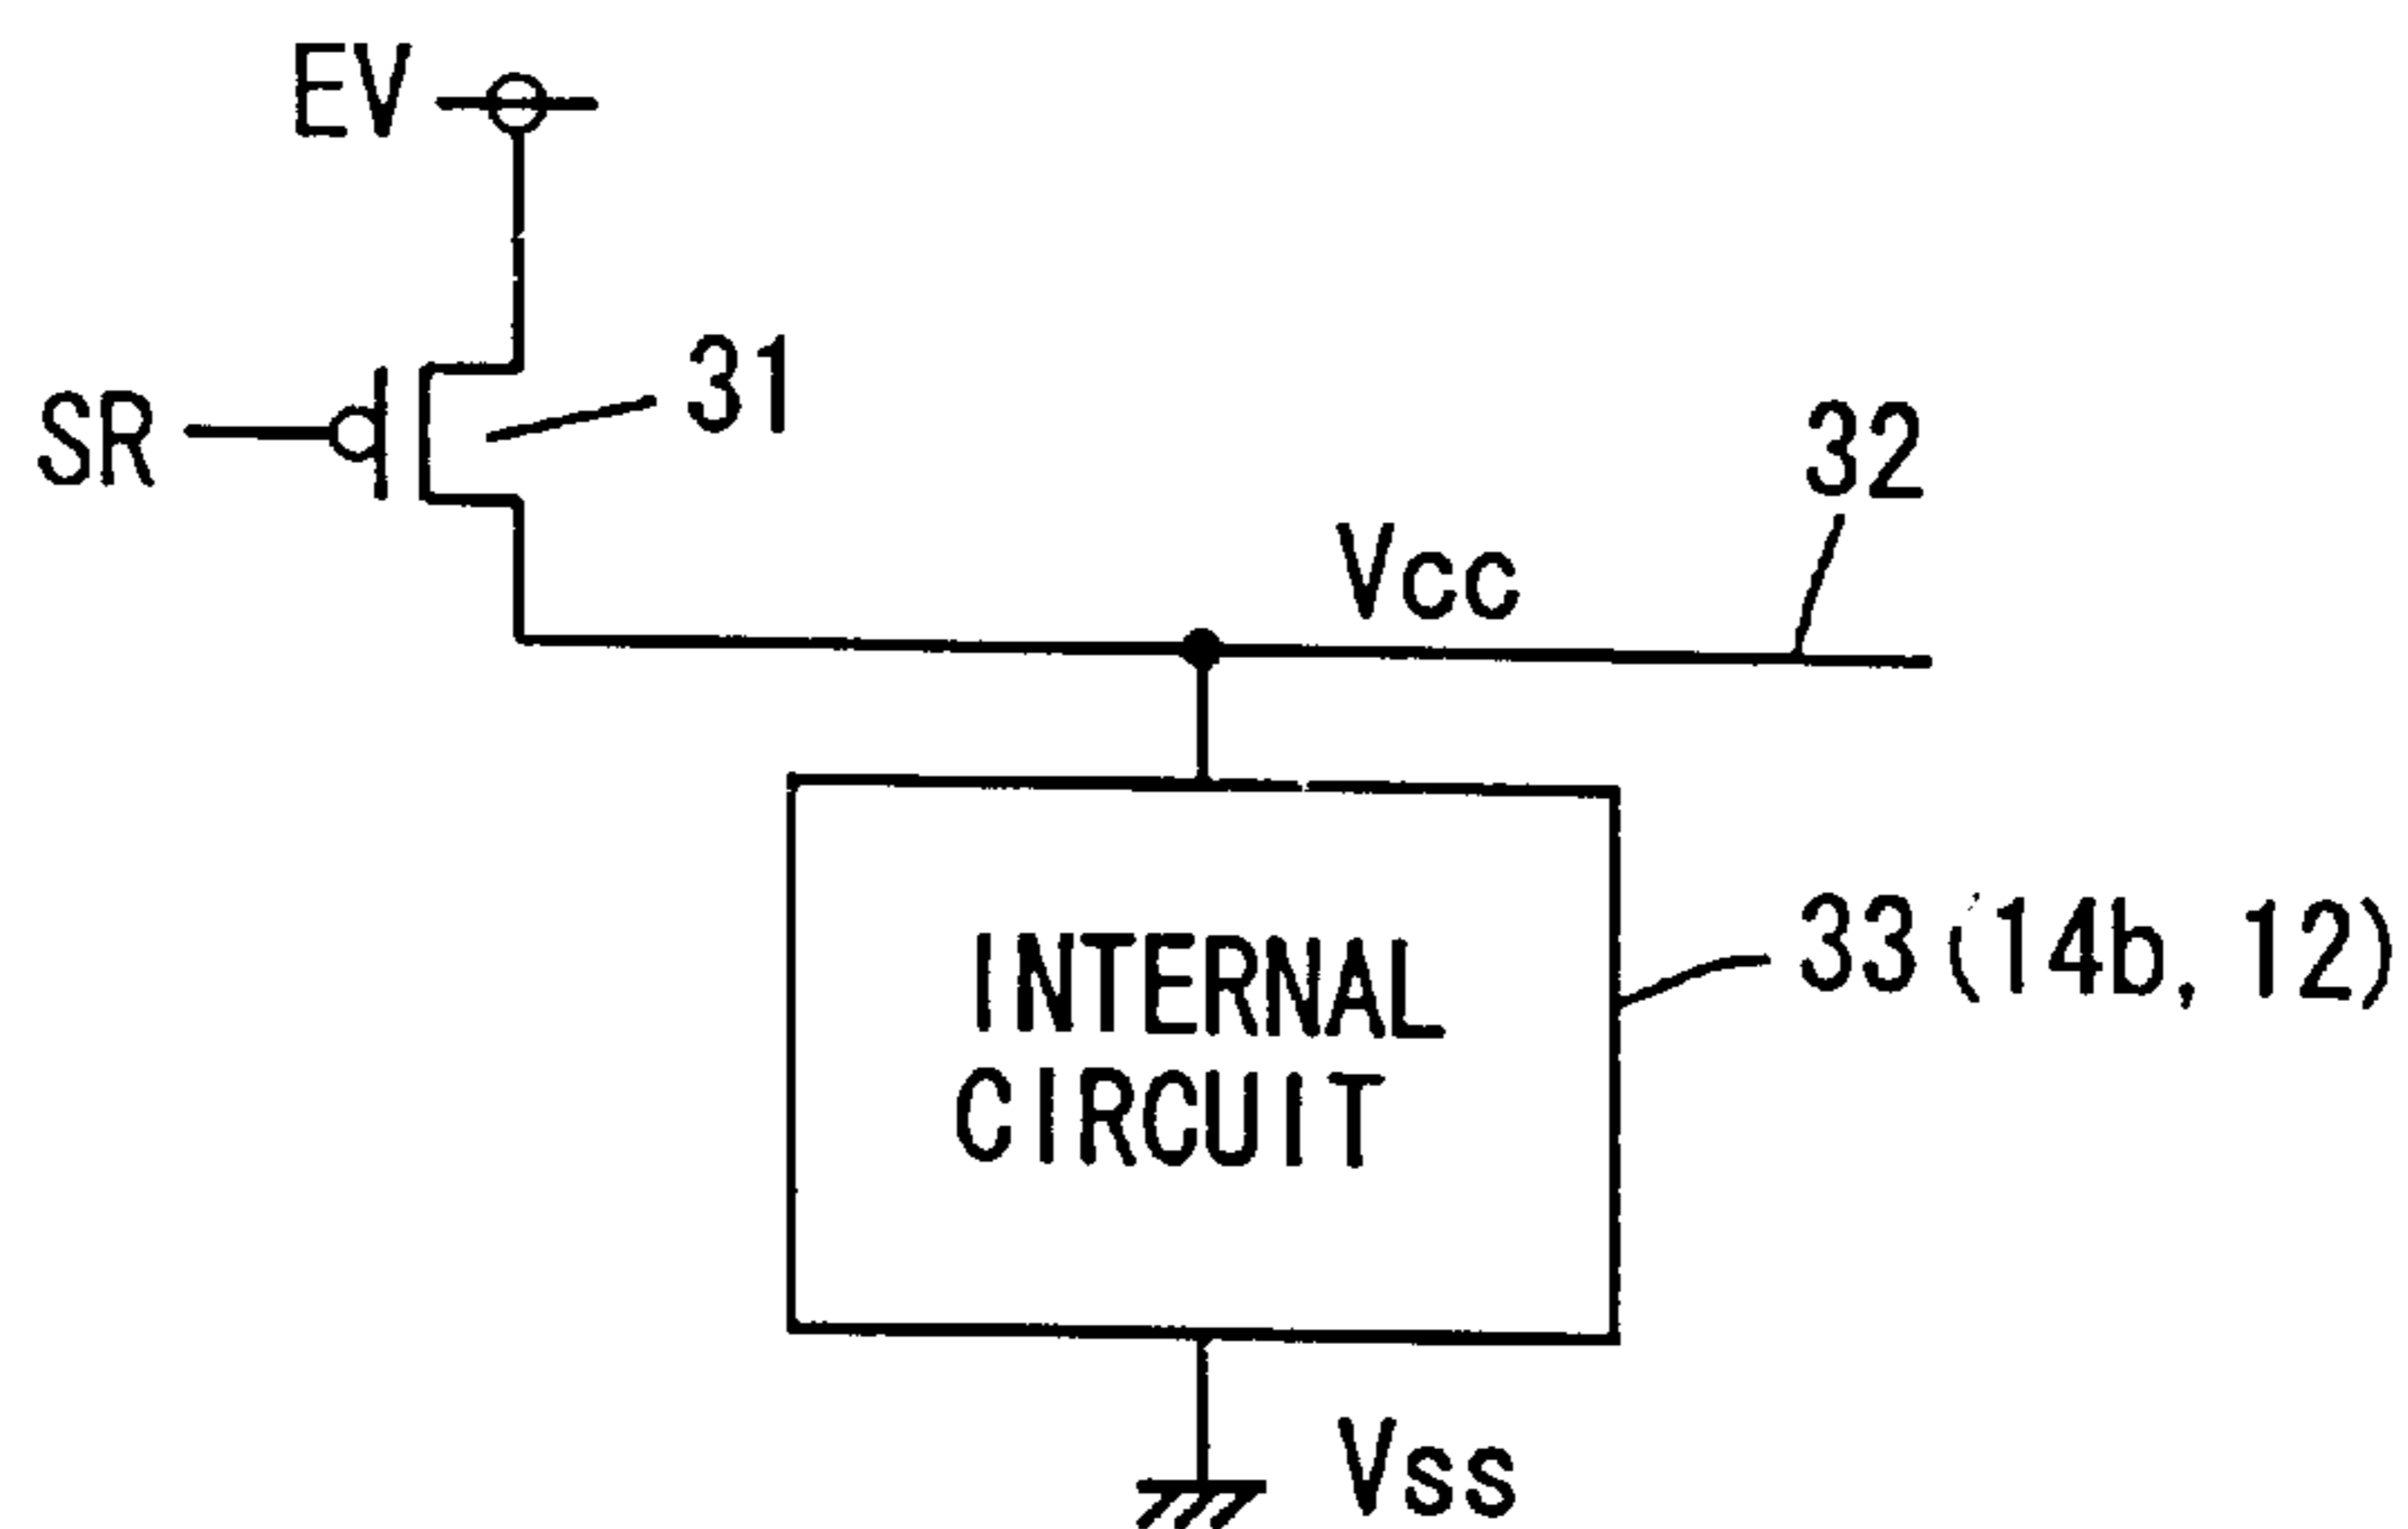 EV
SR
31
32
Vcc
INTERNAL
CIRCUIT
33(14b, 12)
Vss